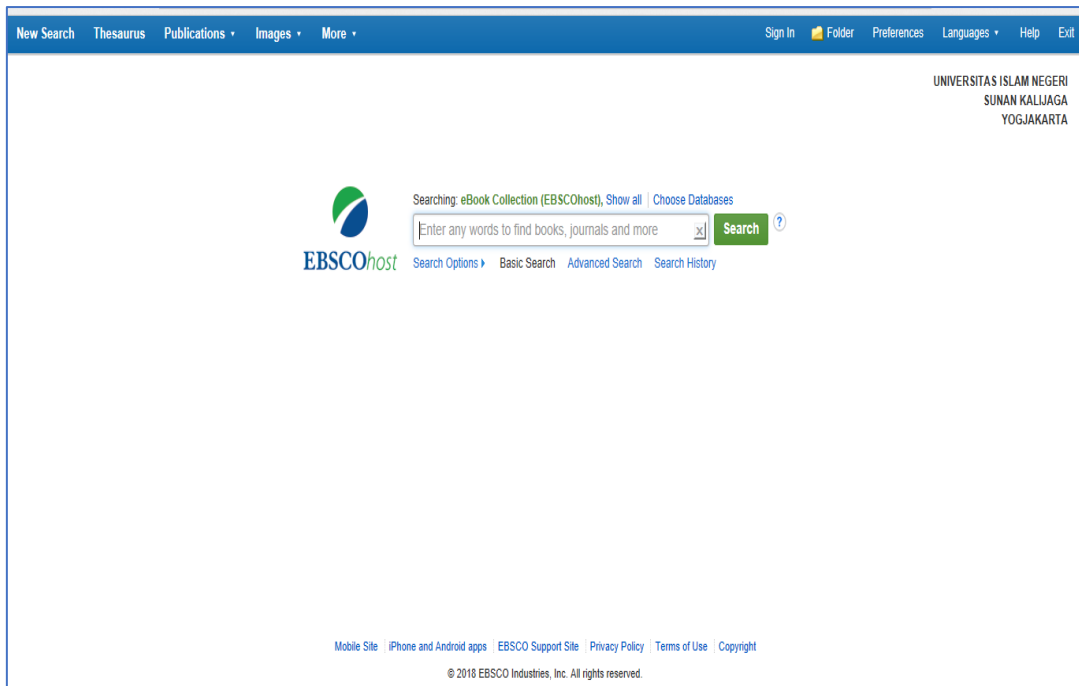 New Search Thesaurus Publications Images More Sign In Folder Preferences Languages Help Exit
UNIVERSITAS ISLAM NEGERI
SUNAN KALIJAGA
YOGJAKARTA
Searching: eBook Collection (EBSCOhost), Show all Choose Databases
Enter any words to find books, journals and more x Search ?
EBSCOhost Search Options Basic Search Advanced Search Search History
Mobile Site iPhone and Android apps EBSCO Support Site Privacy Policy Terms of Use Copyright
© 2018 EBSCO Industries, Inc. All rights reserved.